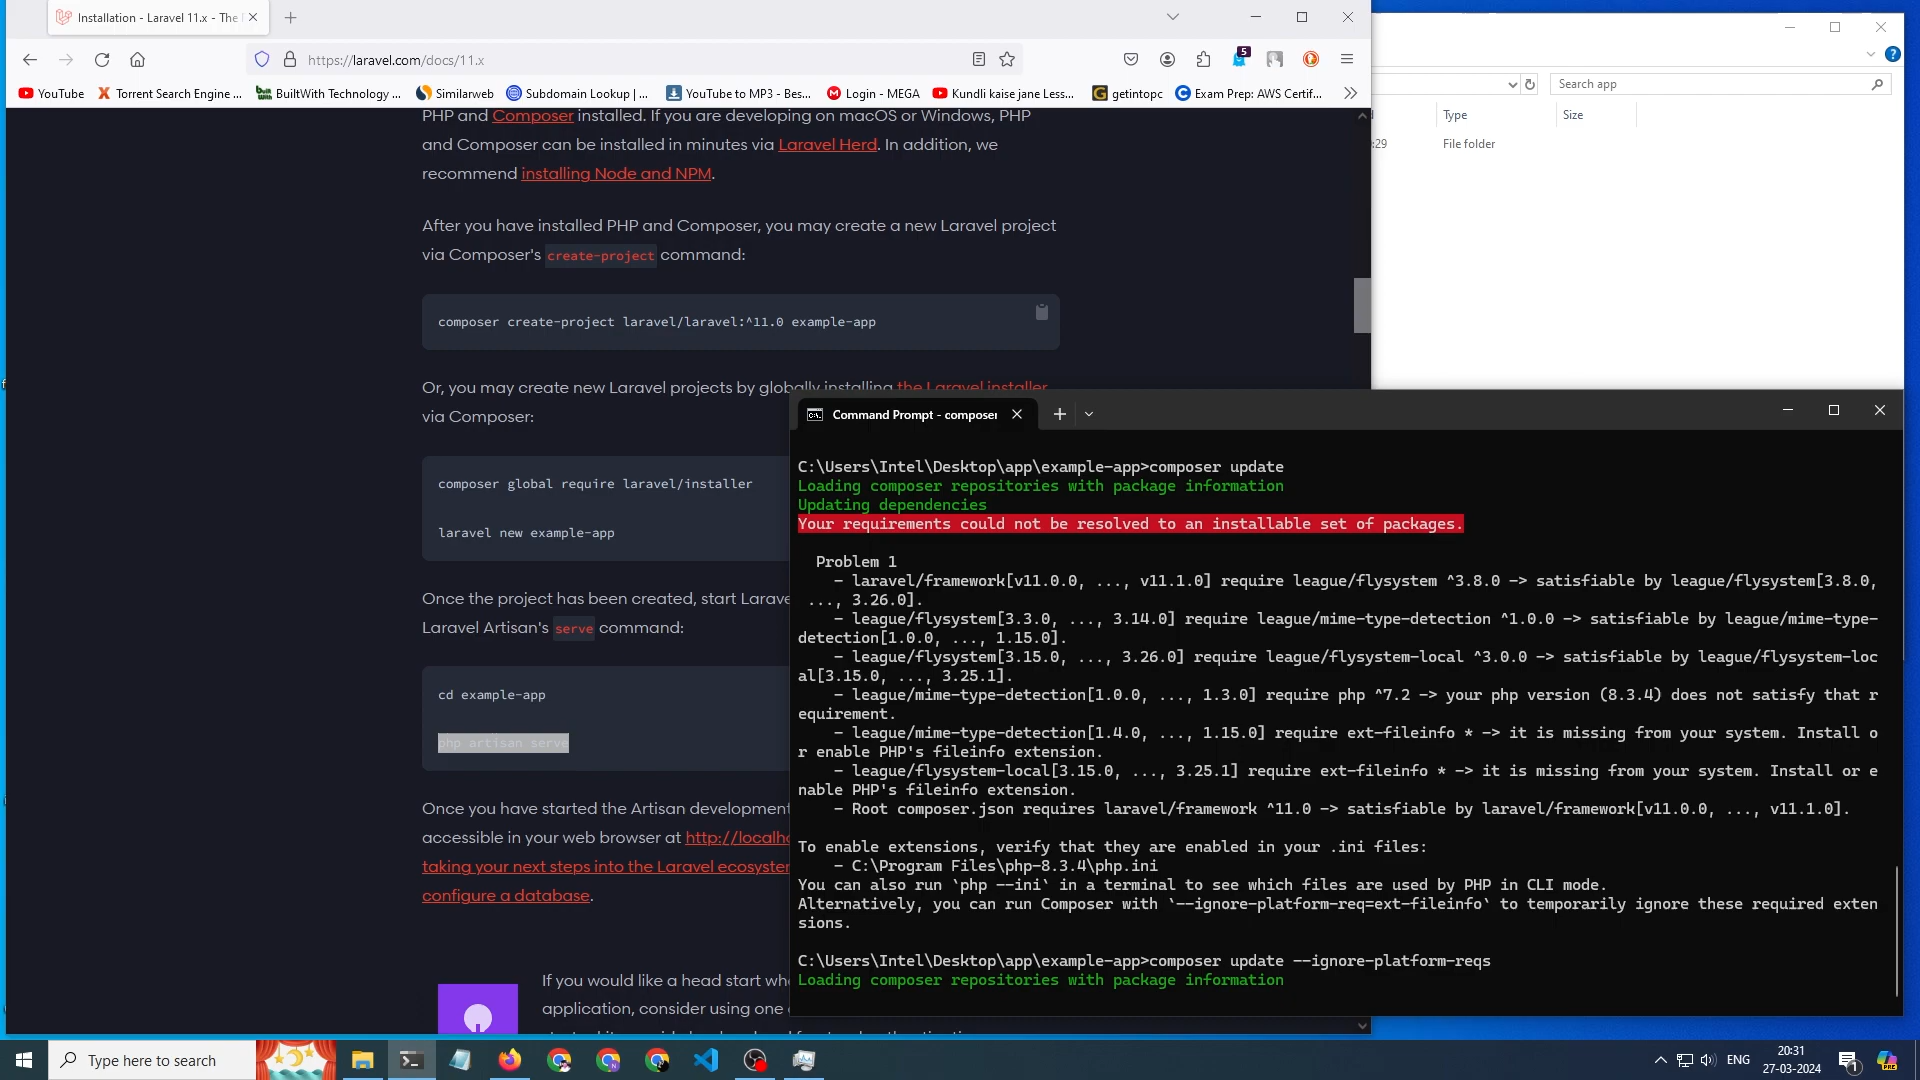 Installation - Laravel 11.x - The
https://laravel.com/docs/11.x
5
YouTube
Torrent Search Engine ...
BuiltWith Technology ...
Similarweb
Subdomain Lookup | ...
YouTube to MP3 - Bes...
Login - MEGA
Kundli kaise jane Less...
getintopc
Exam Prep: AWS Certif...
Search app
Type
Size
:29
File folder
PHP and Composer installed. If you are developing on macOS or Windows, PHP
and Composer can be installed in minutes via Laravel Herd. In addition, we
recommend installing Node and NPM.
After you have installed PHP and Composer, you may create a new Laravel project
via Composer's create-project command:
composer create-project laravel/laravel:^11.0 example-app
Or, you may create new Laravel projects by globally installing the Laravel installer
via Composer:
composer global require laravel/installer
laravel new example-app
Once the project has been created, start Larave
Laravel Artisan's serve command:
cd example-app
php artisan serve
Once you have started the Artisan development
accessible in your web browser at http://localho
taking your next steps into the Laravel ecosyster
configure a database.
If you would like a head start whe
application, consider using one
Command Prompt - composer
C:\Users\Intel\Desktop\app\example-app>composer update
Loading composer repositories with package information
Updating dependencies
Your requirements could not be resolved to an installable set of packages.
Problem 1
- laravel/framework[v11.0.0, ..., v11.1.0] require league/flysystem ^3.8.0 -> satisfiable by league/flysystem[3.8.0,
..., 3.26.0].
- league/flysystem[3.3.0, ..., 3.14.0] require league/mime-type-detection ^1.0.0 -> satisfiable by league/mime-type-
detection[1.0.0, ..., 1.15.0].
- league/flysystem[3.15.0, ..., 3.26.0] require league/flysystem-local ^3.0.0 -> satisfiable by league/flysystem-loc
al[3.15.0, ..., 3.25.1].
- league/mime-type-detection[1.0.0, ..., 1.3.0] require php ^7.2 -> your php version (8.3.4) does not satisfy that r
equirement.
- league/mime-type-detection[1.4.0, ..., 1.15.0] require ext-fileinfo * -> it is missing from your system. Install o
r enable PHP's fileinfo extension.
- league/flysystem-local[3.15.0, ..., 3.25.1] require ext-fileinfo * -> it is missing from your system. Install or e
nable PHP's fileinfo extension.
- Root composer.json requires laravel/framework ^11.0 -> satisfiable by laravel/framework[v11.0.0, ..., v11.1.0].
To enable extensions, verify that they are enabled in your .ini files:
- C:\Program Files\php-8.3.4\php.ini
You can also run `php --ini` in a terminal to see which files are used by PHP in CLI mode.
Alternatively, you can run Composer with `--ignore-platform-req=ext-fileinfo` to temporarily ignore these required exten
sions.
C:\Users\Intel\Desktop\app\example-app>composer update --ignore-platform-reqs
Loading composer repositories with package information
Type here to search
ENG
20:31
27-03-2024
1
PRE